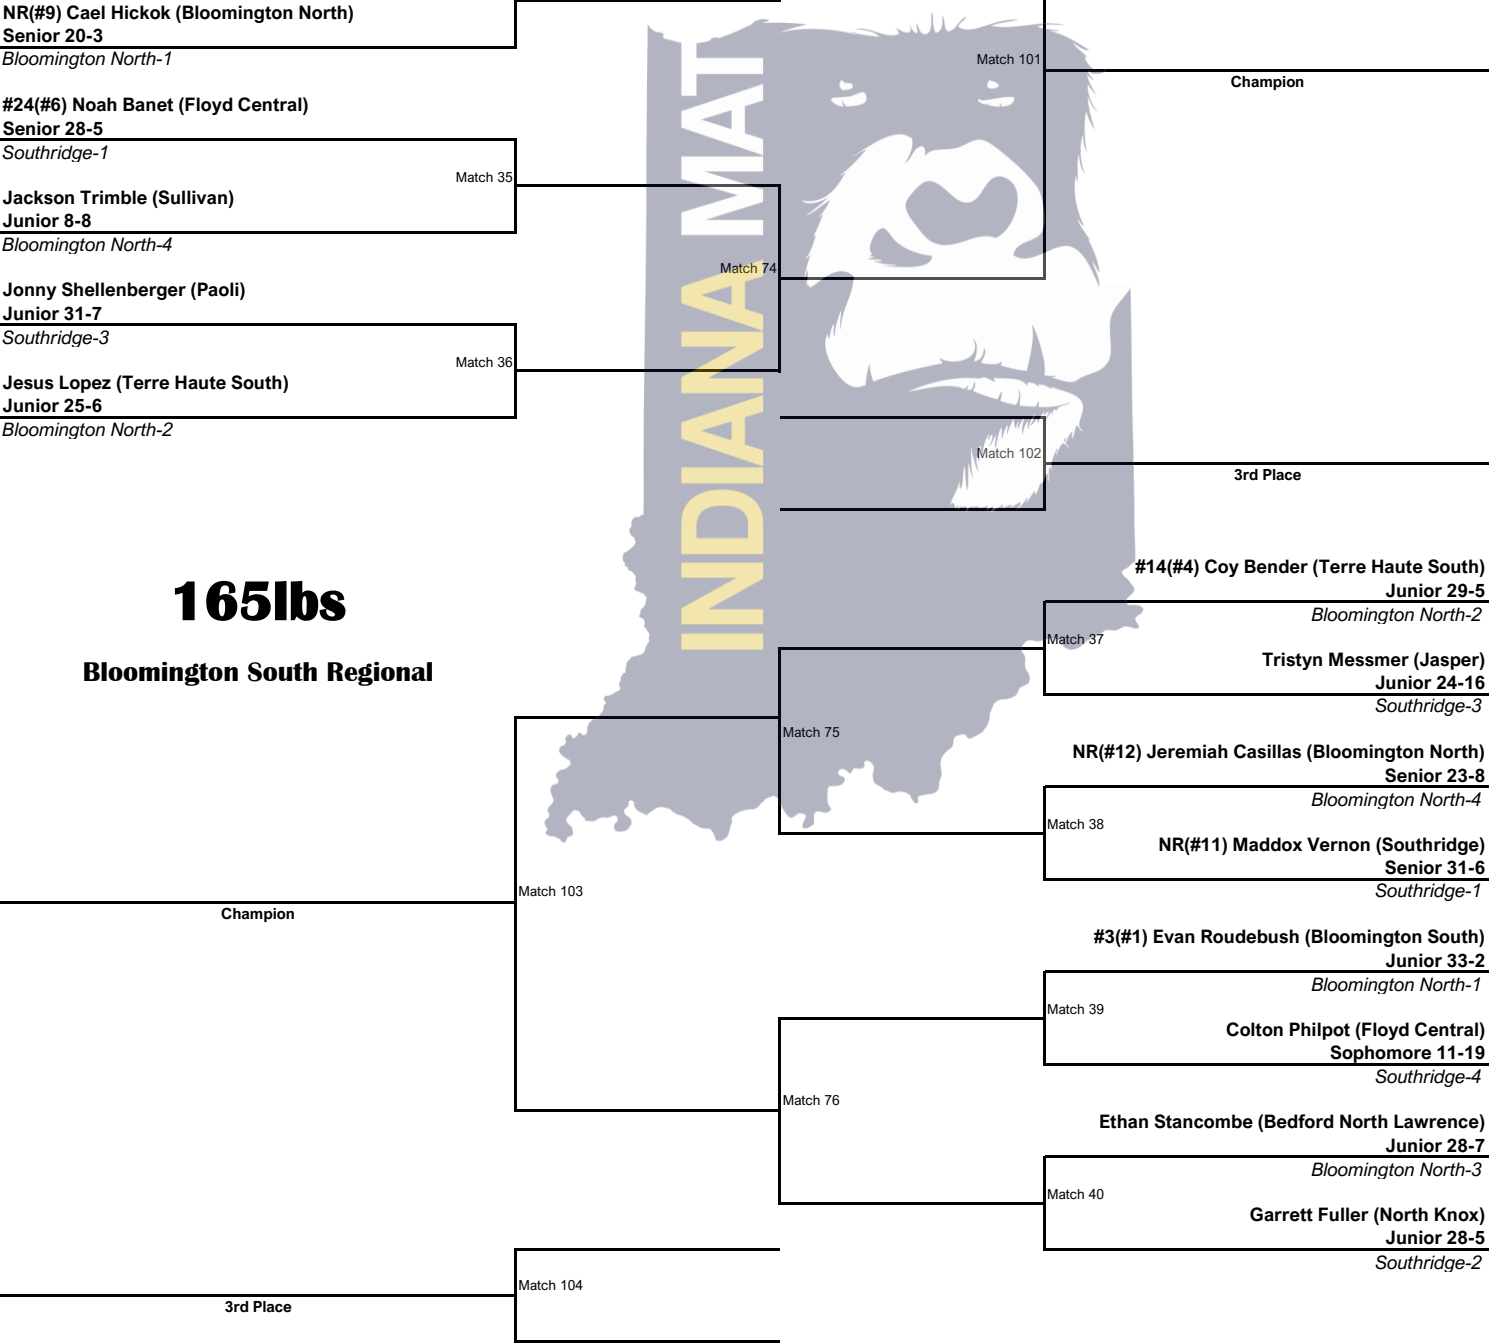 NR(#9) Cael Hickok (Bloomington North)
Senior 20-3
Bloomington North-1
#24(#6) Noah Banet (Floyd Central)
Senior 28-5
Southridge-1
Match 35
Jackson Trimble (Sullivan)
Junior 8-8
Bloomington North-4
Match 74
Jonny Shellenberger (Paoli)
Junior 31-7
Southridge-3
Match 36
Jesus Lopez (Terre Haute South)
Junior 25-6
Bloomington North-2
Match 101
Champion
Match 102
3rd Place
INDIANA MAT
165lbs
Bloomington South Regional
#14(#4) Coy Bender (Terre Haute South)
Junior 29-5
Bloomington North-2
Match 37
Tristyn Messmer (Jasper)
Junior 24-16
Southridge-3
Match 75
NR(#12) Jeremiah Casillas (Bloomington North)
Senior 23-8
Bloomington North-4
Match 38
NR(#11) Maddox Vernon (Southridge)
Senior 31-6
Southridge-1
Match 103
Champion
#3(#1) Evan Roudebush (Bloomington South)
Junior 33-2
Bloomington North-1
Match 39
Colton Philpot (Floyd Central)
Sophomore 11-19
Southridge-4
Match 76
Ethan Stancombe (Bedford North Lawrence)
Junior 28-7
Bloomington North-3
Match 40
Garrett Fuller (North Knox)
Junior 28-5
Southridge-2
Match 104
3rd Place